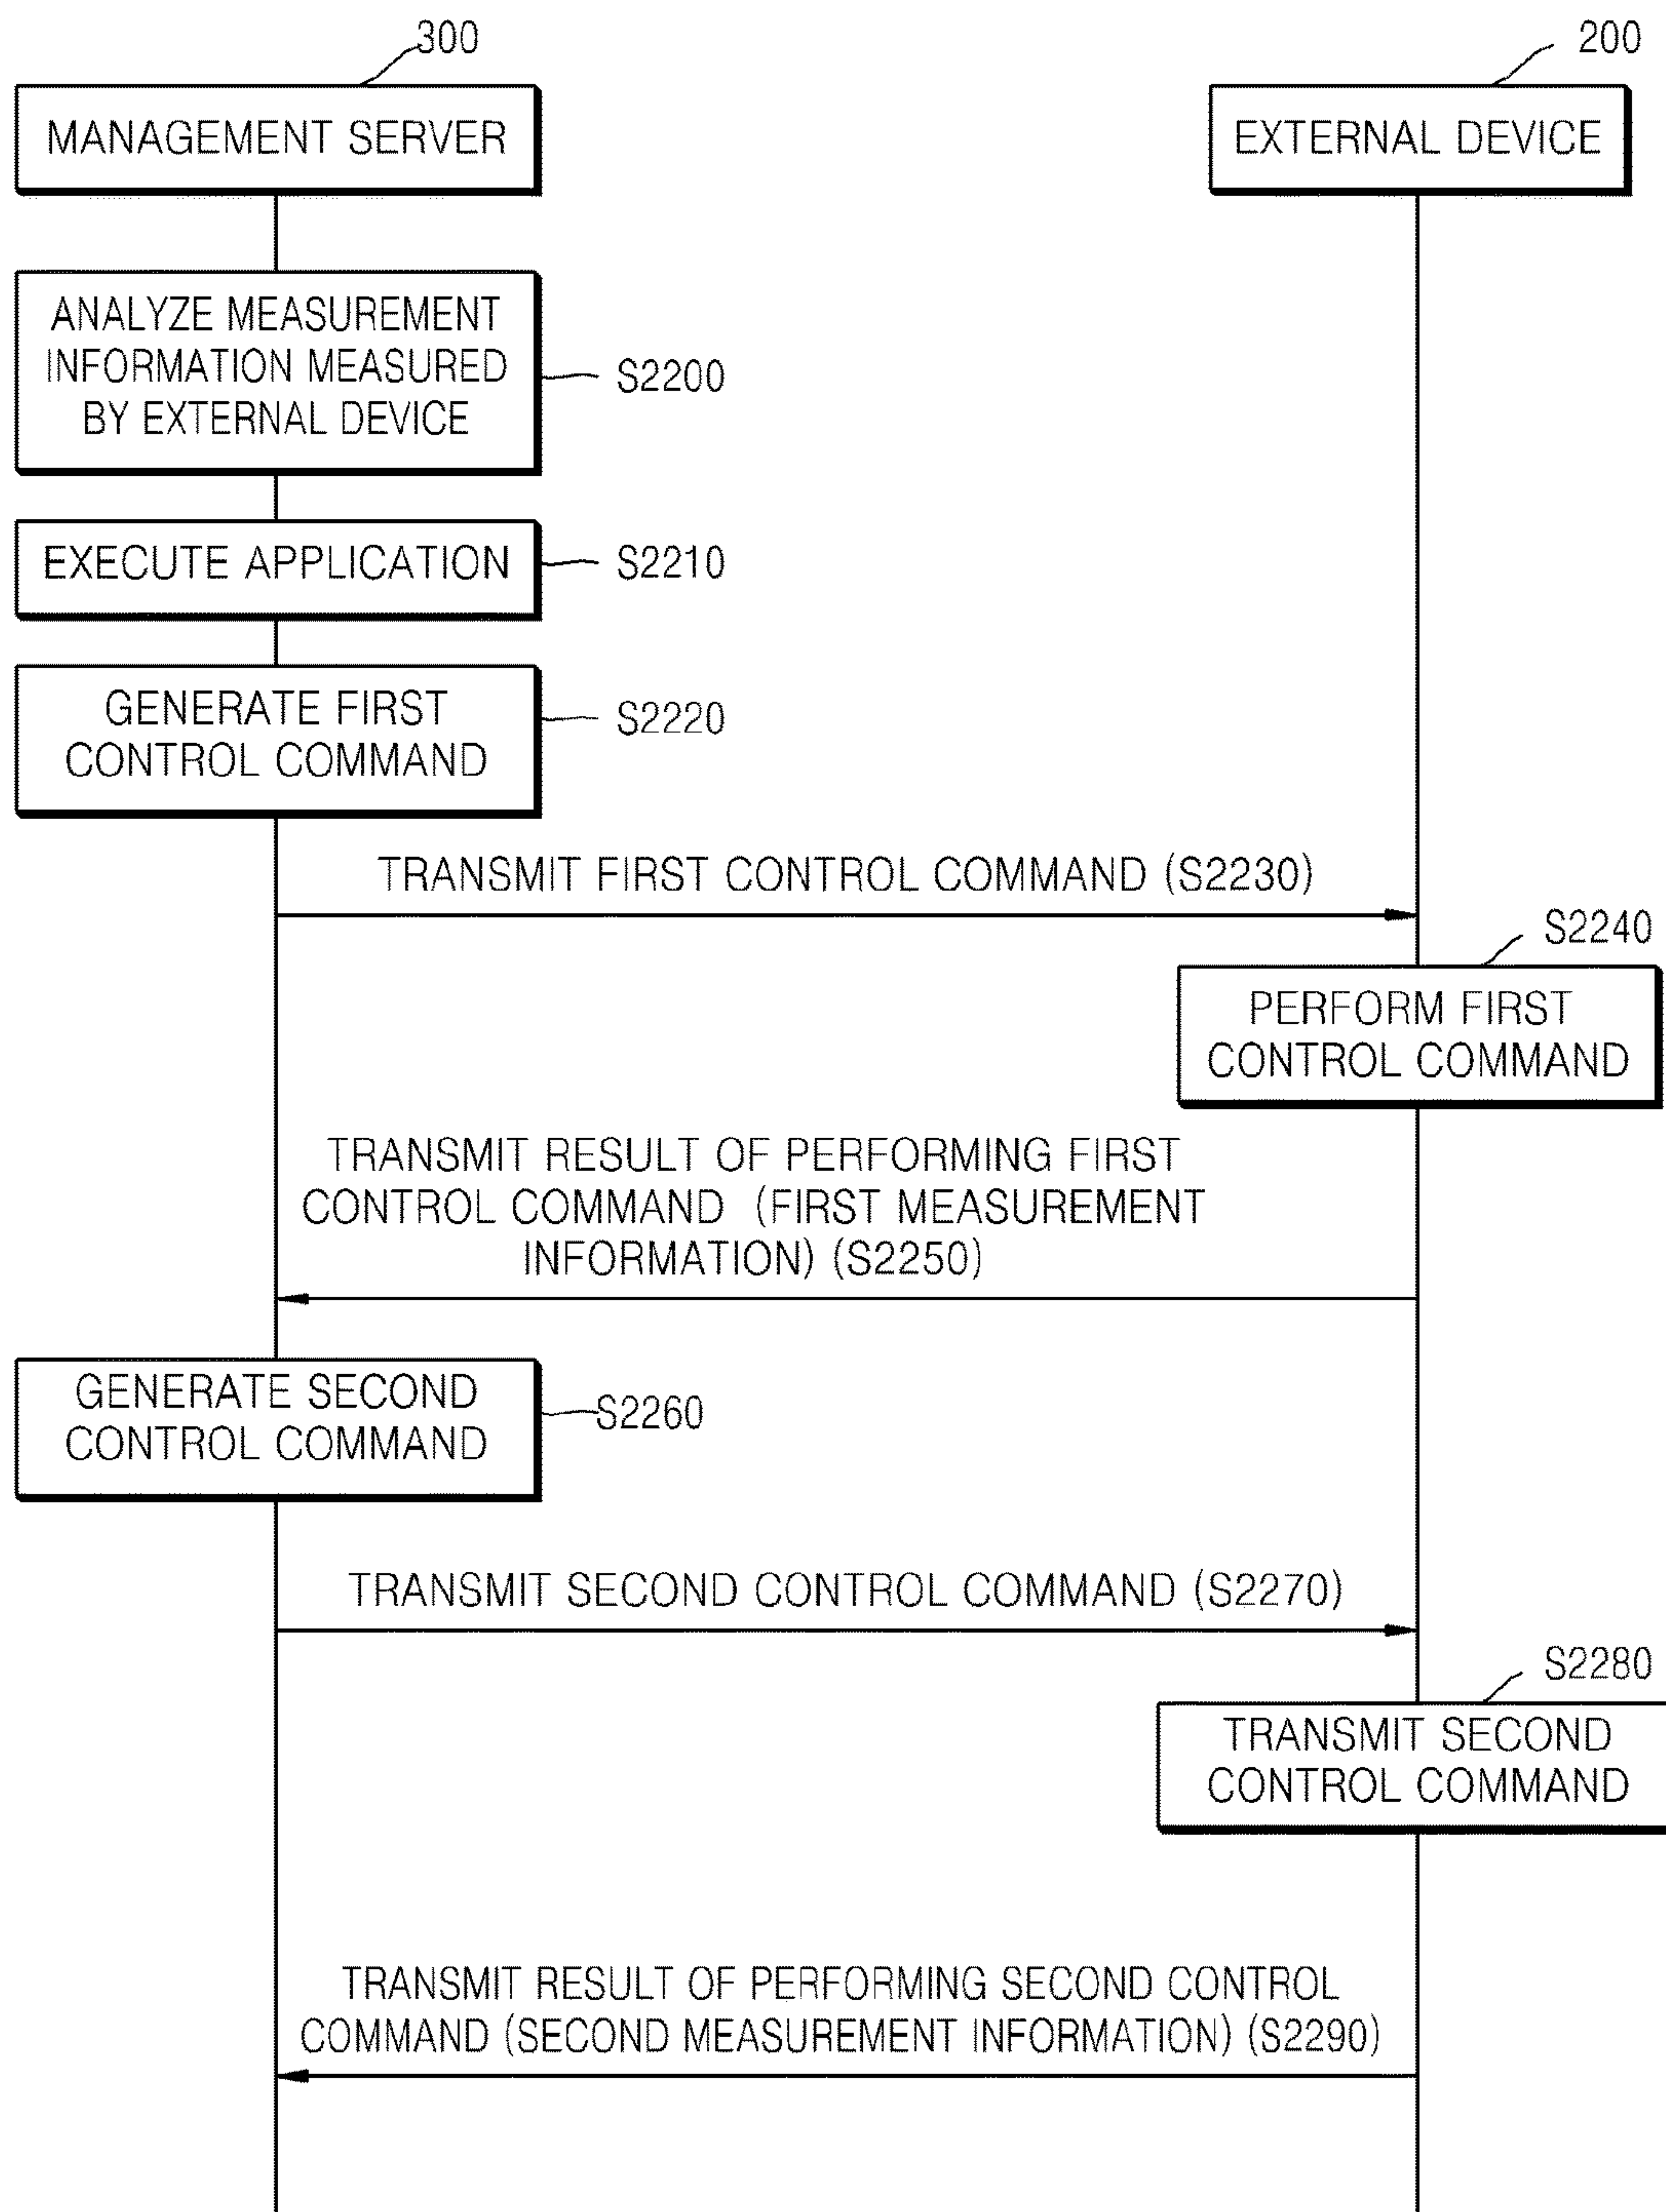 300
200
MANAGEMENT SERVER
EXTERNAL DEVICE
ANALYZE MEASUREMENT
INFORMATION MEASURED
BY EXTERNAL DEVICE
S2200
EXECUTE APPLICATION
S2210
GENERATE FIRST
CONTROL COMMAND
S2220
TRANSMIT FIRST CONTROL COMMAND (S2230)
S2240
PERFORM FIRST
CONTROL COMMAND
TRANSMIT RESULT OF PERFORMING FIRST
CONTROL COMMAND (FIRST MEASUREMENT
INFORMATION) (S2250)
GENERATE SECOND
CONTROL COMMAND
S2260
TRANSMIT SECOND CONTROL COMMAND (S2270)
S2280
TRANSMIT SECOND
CONTROL COMMAND
TRANSMIT RESULT OF PERFORMING SECOND CONTROL
COMMAND (SECOND MEASUREMENT INFORMATION) (S2290)